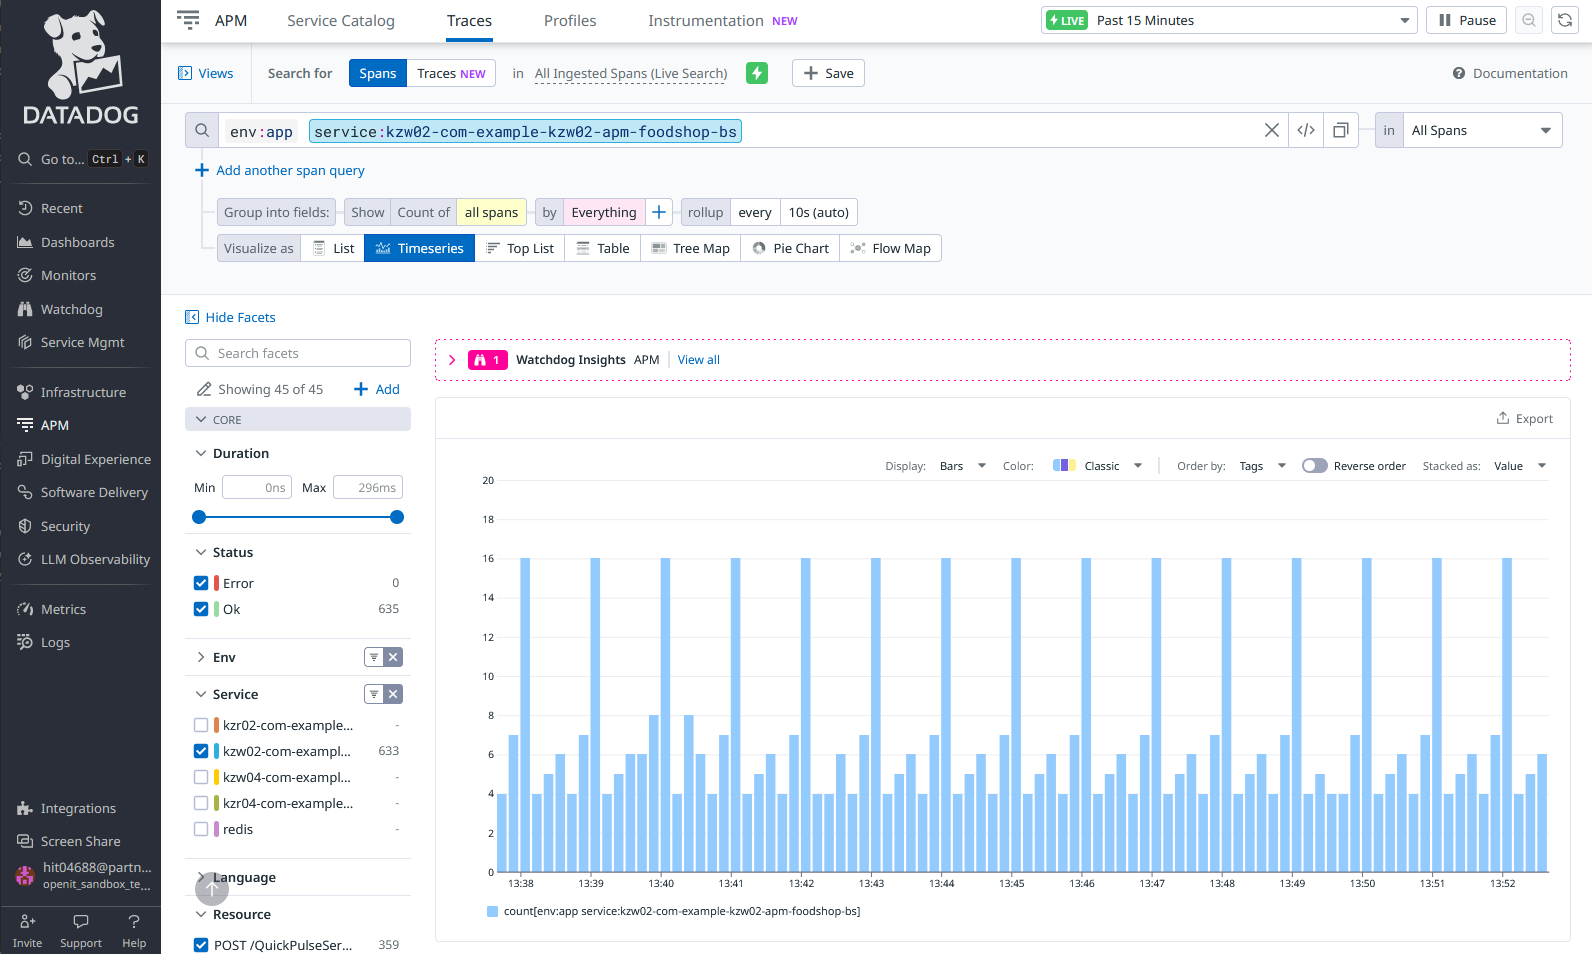 DATADOG
Go to... Ctrl + K
Recent
Dashboards
Monitors
Watchdog
Service Mgmt
Infrastructure
APM
Digital Experience
Software Delivery
Security
LLM Observability
Metrics
Logs
Integrations
Screen Share
hit04688@partn...
openit_sandbox_te...
Invite Support Help
APM Service Catalog Traces Profiles Instrumentation NEW LIVE Past 15 Minutes Pause
Views Search for Spans Traces NEW in All Ingested Spans (Live Search) Save Documentation
env:app service:kzw02-com-example-kzw02-apm-foodshop-bs </> in All Spans
Add another span query
Group into fields: Show Count of all spans by Everything + rollup every 10s (auto)
Visualize as List Timeseries Top List Table Tree Map Pie Chart Flow Map
Hide Facets
Search facets
Showing 45 of 45 + Add
CORE
Duration
Min 0ns Max 296ms
Status
Error 0
Ok 635
Env
Service
kzr02-com-example... -
kzw02-com-exampl... 633
kzw04-com-exampl... -
kzr04-com-example... -
redis -
Language
Resource
POST /QuickPulseSer... 359
1 Watchdog Insights APM View all
Export
Display: Bars Color: Classic Order by: Tags Reverse order Stacked as: Value
20
18
16
14
12
10
8
6
4
2
0
13:38 13:39 13:40 13:41 13:42 13:43 13:44 13:45 13:46 13:47 13:48 13:49 13:50 13:51 13:52
count[env:app service:kzw02-com-example-kzw02-apm-foodshop-bs]